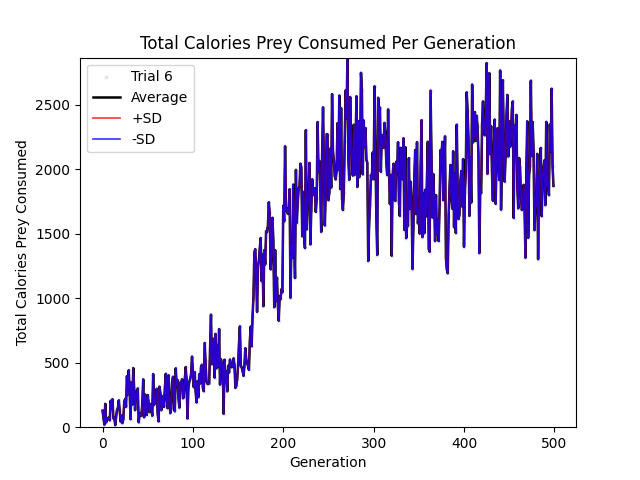 Total Calories Prey Consumed Per Generation
Trial 6
Average
+SD
-SD
Total Calories Prey Consumed
2500
2000
1500
1000
500
0
0 100 200 300 400 500
Generation